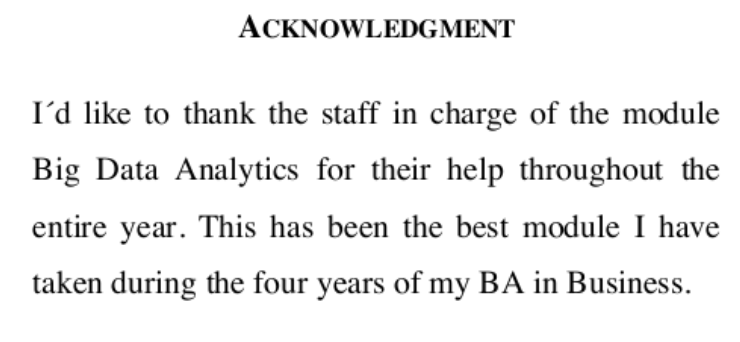 ACKNOWLEDGMENT
I´d like to thank the staff in charge of the module
Big Data Analytics for their help throughout the
entire year. This has been the best module I have
taken during the four years of my BA in Business.